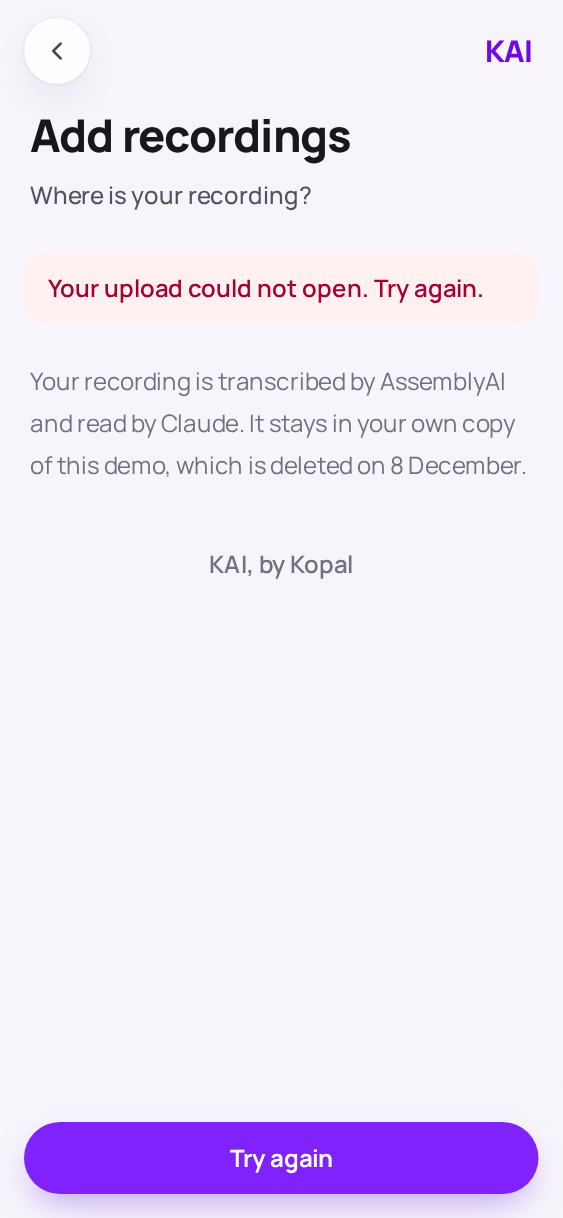 KAI
Add recordings
Where is your recording?
Your upload could not open. Try again.
Your recording is transcribed by AssemblyAI
and read by Claude. It stays in your own copy
of this demo, which is deleted on 8 December.
KAI, by Kopal
Try again